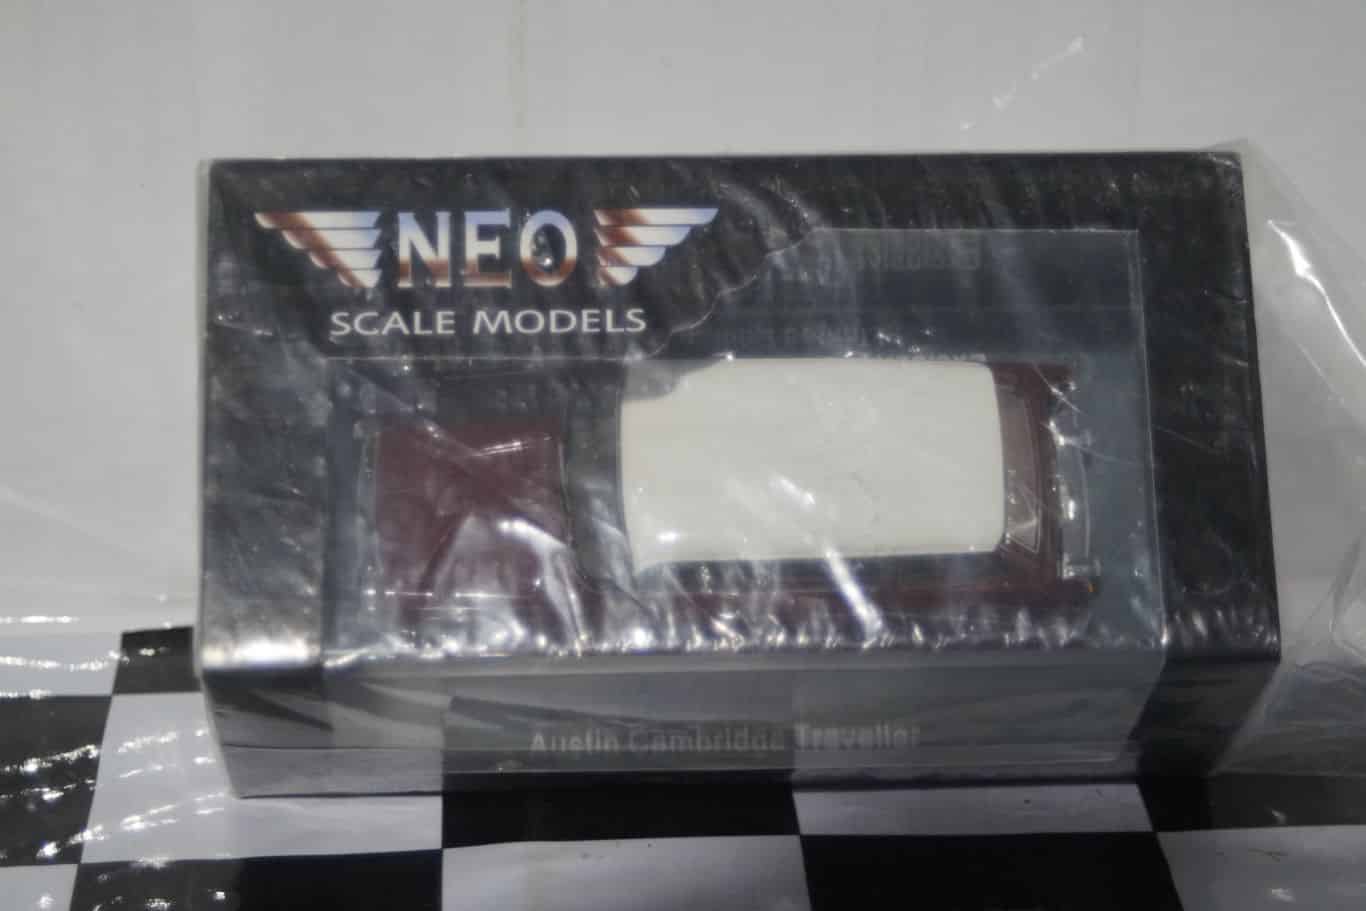 NEO
SCALE MODELS
Austin Cambridge Traveller